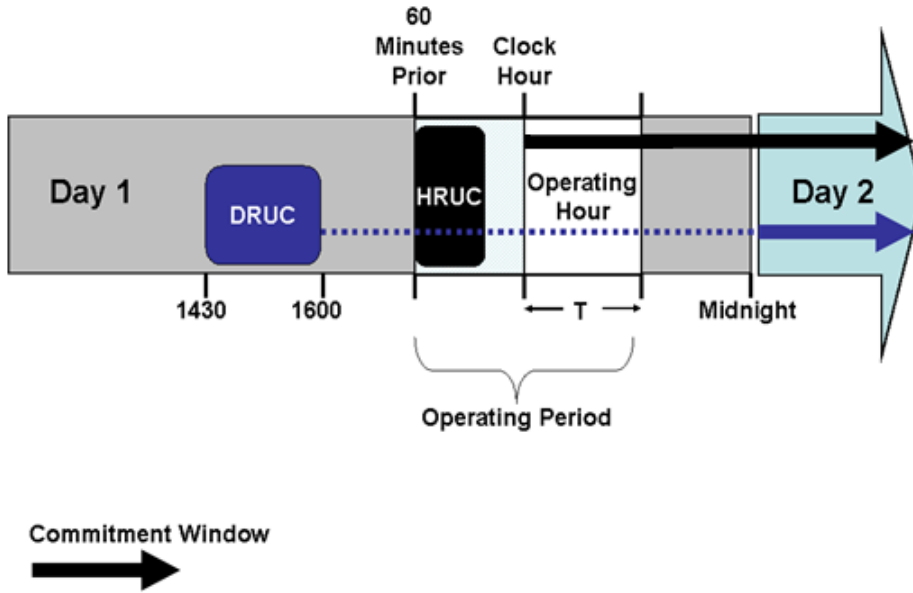 60
Minutes
Prior
Clock
Hour
Day 1
DRUC
HRUC
Operating
Hour
Day 2
1430
1600
T
Midnight
Operating Period
Commitment Window